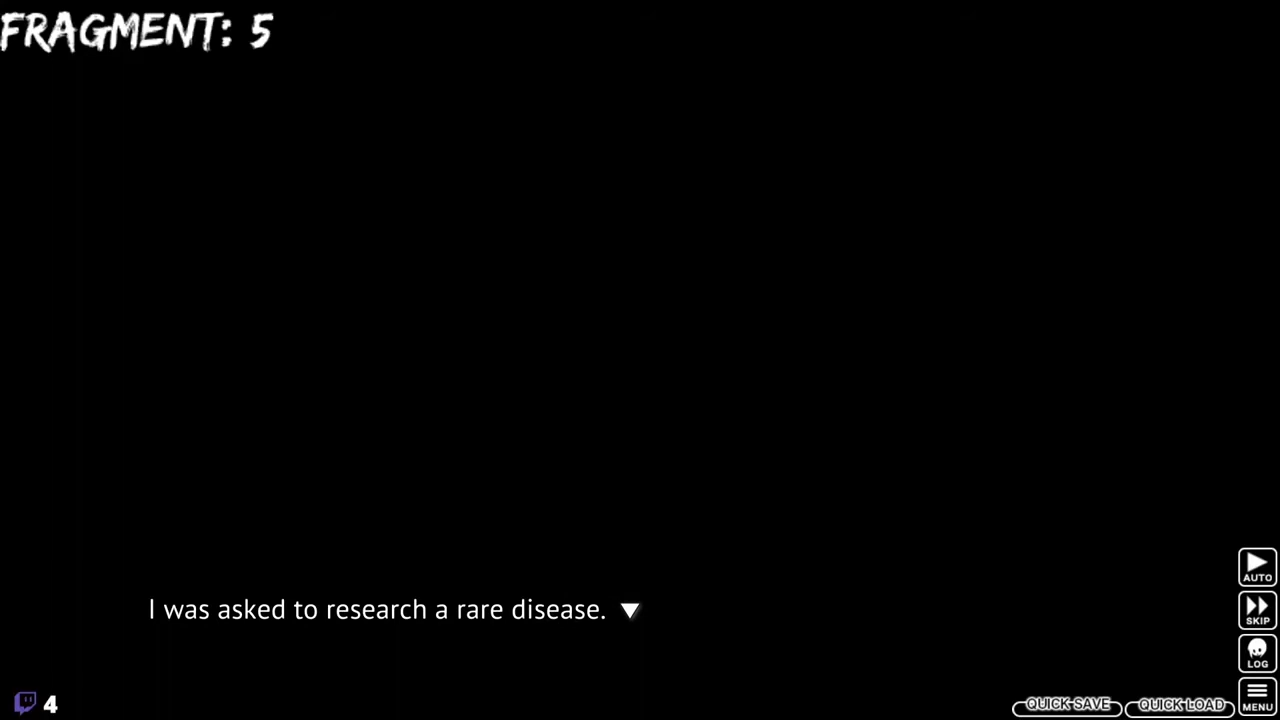 FRAGMENT: 5
AUTO
SKIP
I was asked to research a rare disease.
LOG
MENU
4
QUICK SAVE
QUICK LOAD